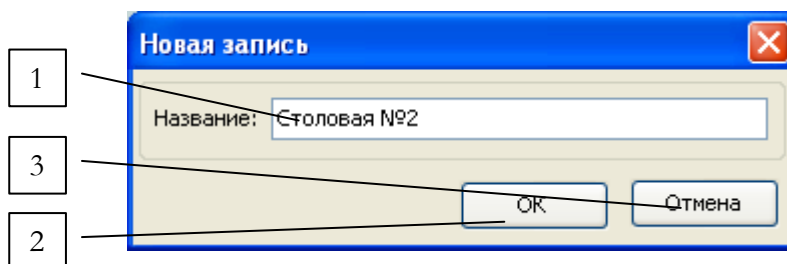 Новая запись
1
Название: Столовая №2
3
OK Отмена
2